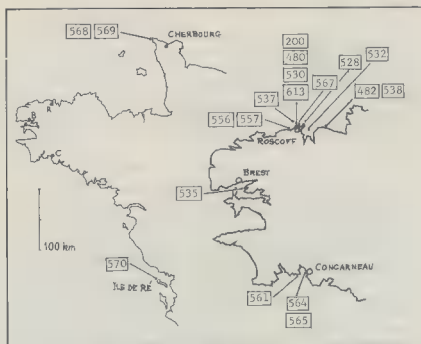 568 569
CHERBOURG
200
480
530
613
528
532
567
482 538
537
556 557
ROSCOFF
R
B
BREST
535
C
100 km
570
ÎLE DE RÉ
CONCARNEAU
561
564
565